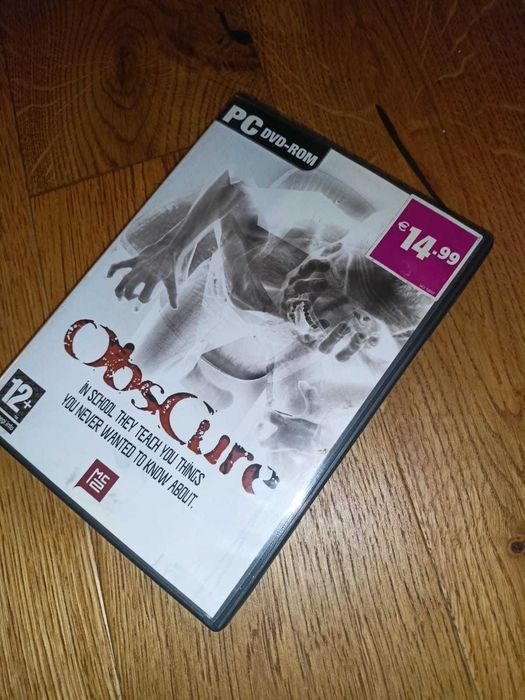 PC DVD-ROM
€14.99
ObsCure
IN SCHOOL THEY TEACH YOU THINGS
YOU NEVER WANTED TO KNOW ABOUT.
12+
MC